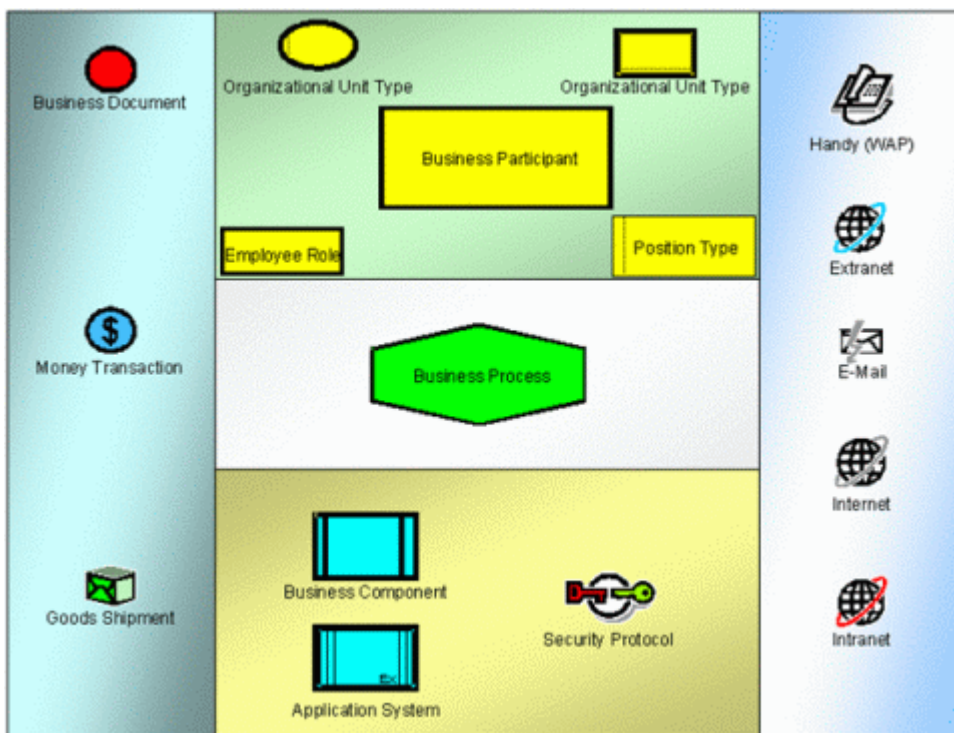 Business Document
Money Transaction
$
Goods Shipment
Organizational Unit Type
Organizational Unit Type
Business Participant
Employee Role
Position Type
Business Process
Business Component
Ex
Application System
Security Protocol
Handy (WAP)
Extranet
E-Mail
Internet
Intranet